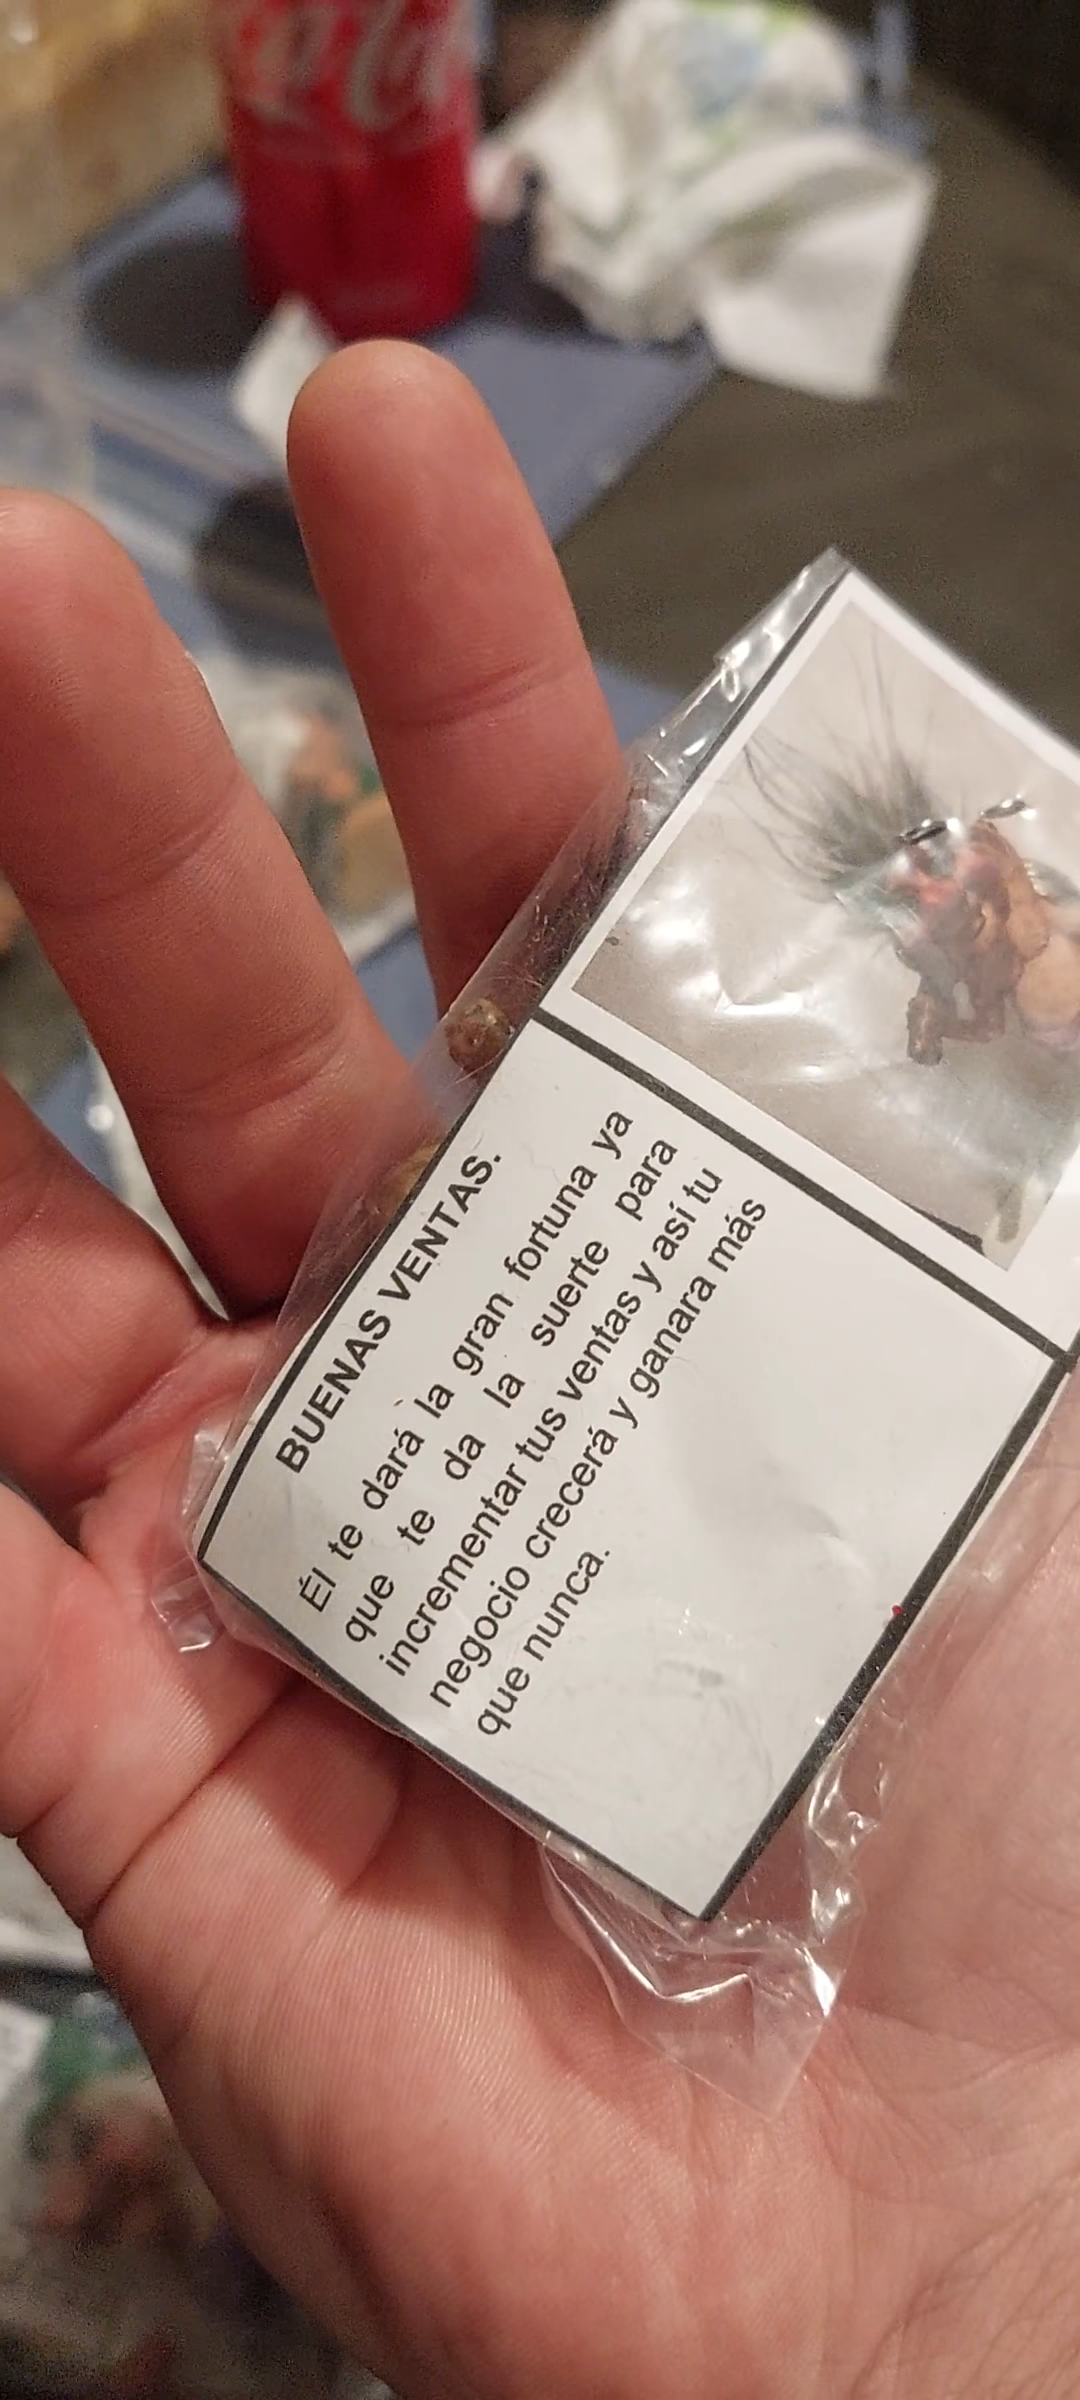 BUENAS VENTAS.
Él te dará la gran fortuna ya
que te da la suerte para
incrementar tus ventas y así tu
negocio crecerá y ganara más
que nunca.